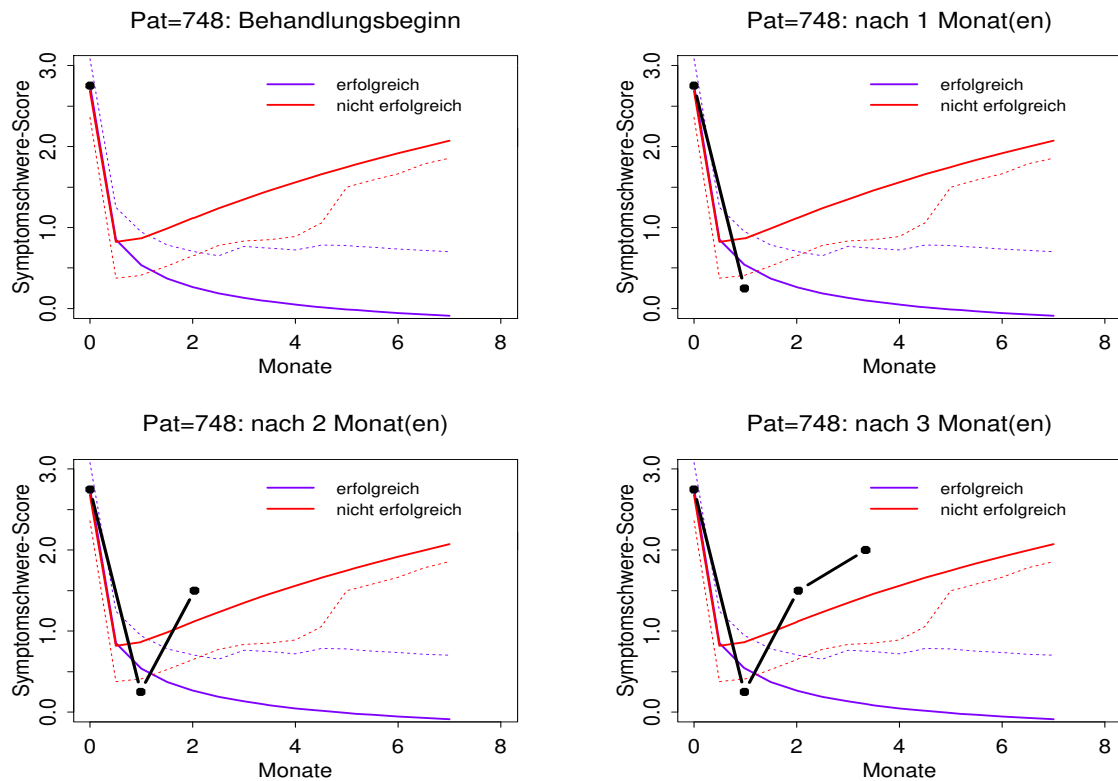 Pat=748: Behandlungsbeginn
Symptomschwere-Score
3.0
2.0
1.0
0.0
erfolgreich
nicht erfolgreich
0 2 4 6 8
Monate
Pat=748: nach 1 Monat(en)
Symptomschwere-Score
3.0
2.0
1.0
0.0
erfolgreich
nicht erfolgreich
0 2 4 6 8
Monate
Pat=748: nach 2 Monat(en)
Symptomschwere-Score
3.0
2.0
1.0
0.0
erfolgreich
nicht erfolgreich
0 2 4 6 8
Monate
Pat=748: nach 3 Monat(en)
Symptomschwere-Score
3.0
2.0
1.0
0.0
erfolgreich
nicht erfolgreich
0 2 4 6 8
Monate